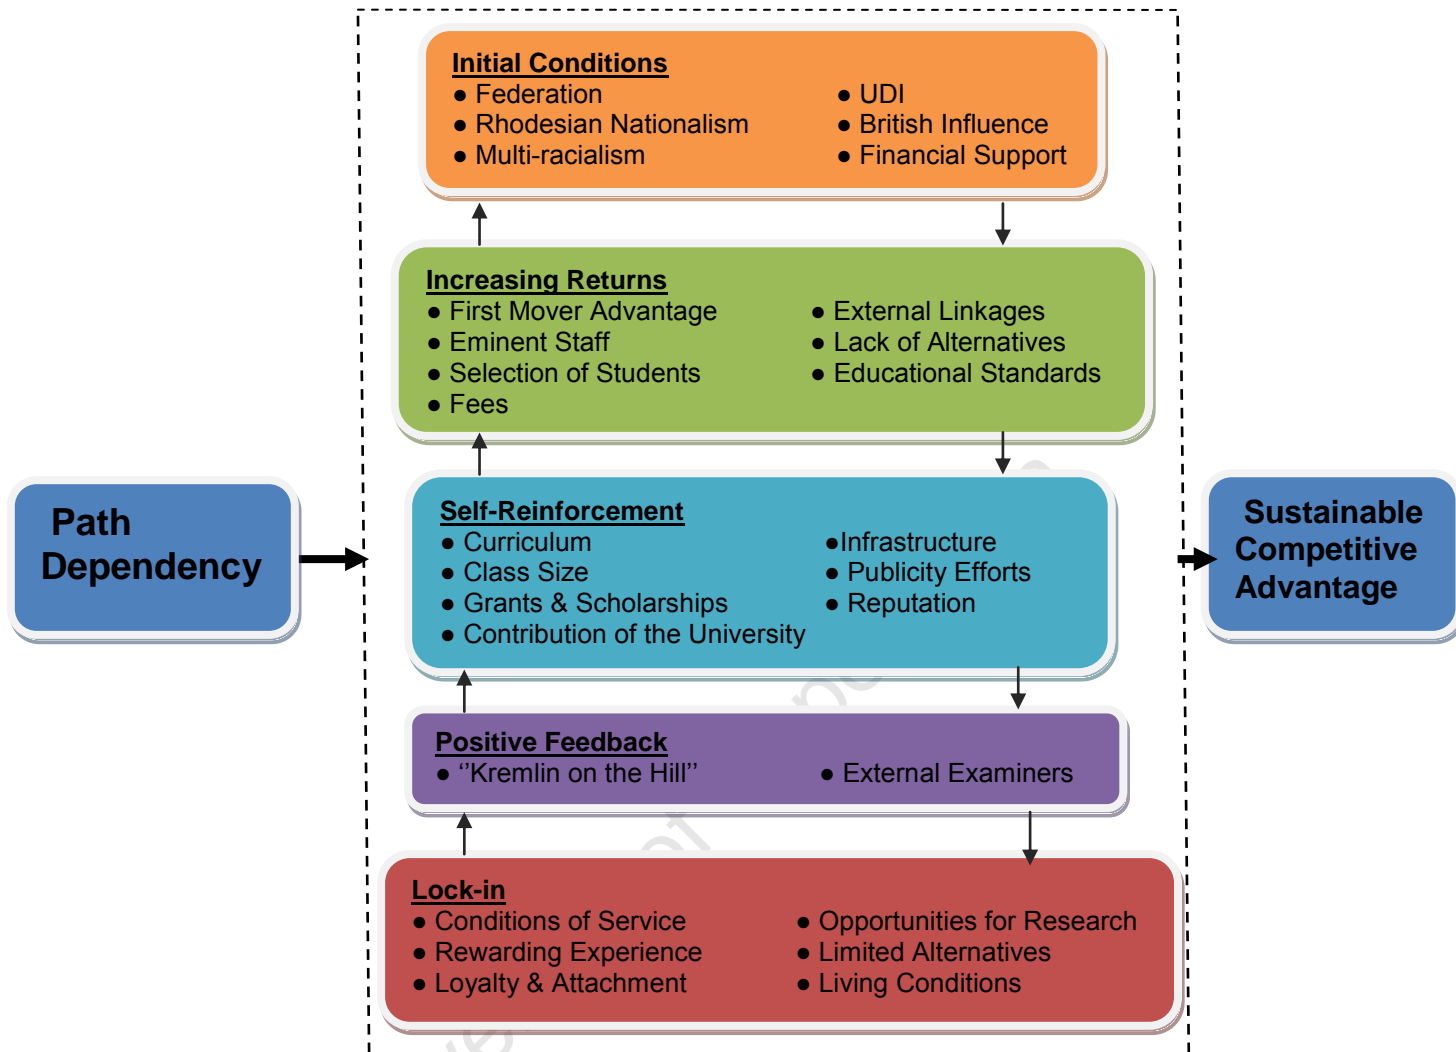 Initial Conditions
● Federation
● Rhodesian Nationalism
● Multi-racialism
● UDI
● British Influence
● Financial Support
Increasing Returns
● First Mover Advantage
● Eminent Staff
● Selection of Students
● Fees
● External Linkages
● Lack of Alternatives
● Educational Standards
Path
Dependency
Self-Reinforcement
● Curriculum
● Class Size
● Grants & Scholarships
● Contribution of the University
●Infrastructure
● Publicity Efforts
● Reputation
Sustainable
Competitive
Advantage
Positive Feedback
● ‘’Kremlin on the Hill’’
● External Examiners
Lock-in
● Conditions of Service
● Rewarding Experience
● Loyalty & Attachment
● Opportunities for Research
● Limited Alternatives
● Living Conditions